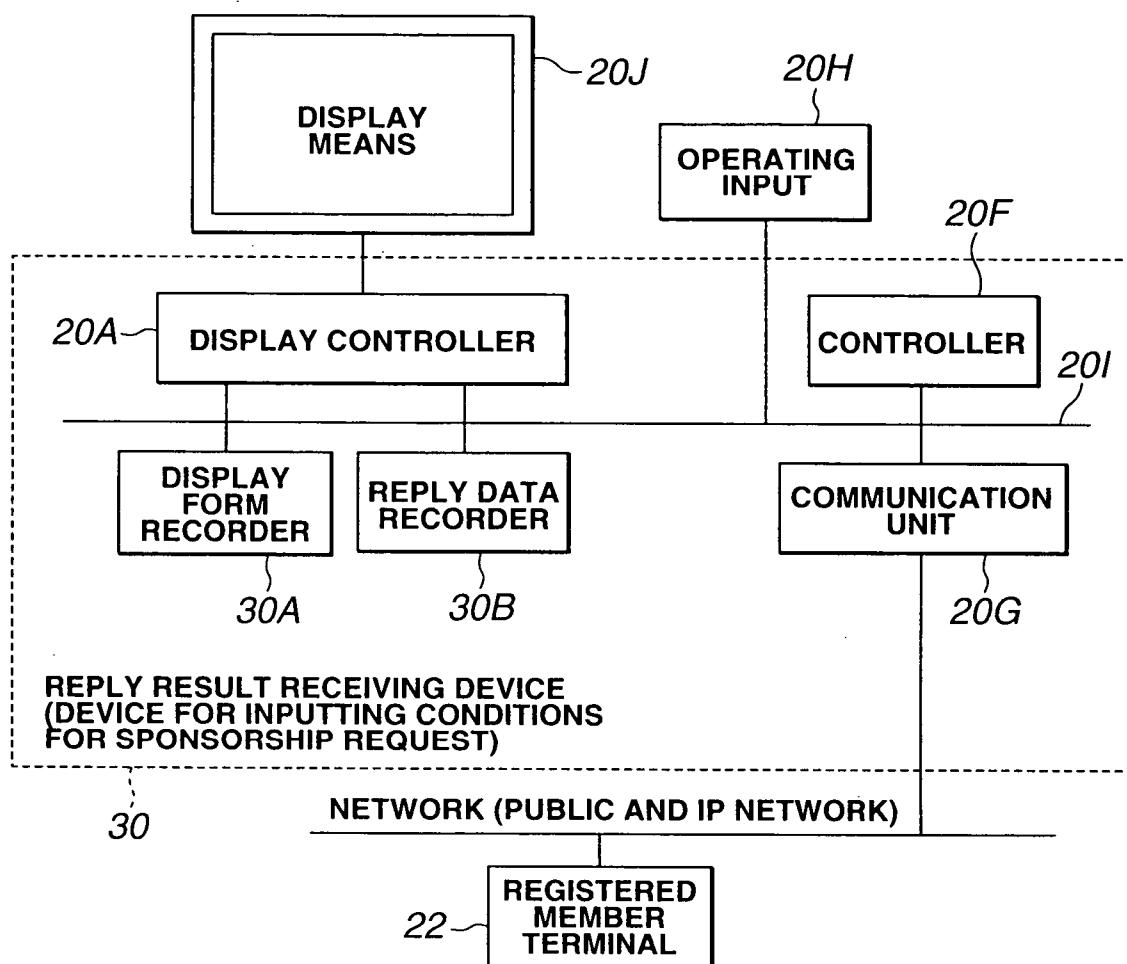 20J
DISPLAY
MEANS
20H
OPERATING
INPUT
20F
20A
DISPLAY CONTROLLER
CONTROLLER
20I
DISPLAY
FORM
RECORDER
REPLY DATA
RECORDER
COMMUNICATION
UNIT
30A
30B
20G
REPLY RESULT RECEIVING DEVICE
(DEVICE FOR INPUTTING CONDITIONS
FOR SPONSORSHIP REQUEST)
30
NETWORK (PUBLIC AND IP NETWORK)
22
REGISTERED
MEMBER
TERMINAL